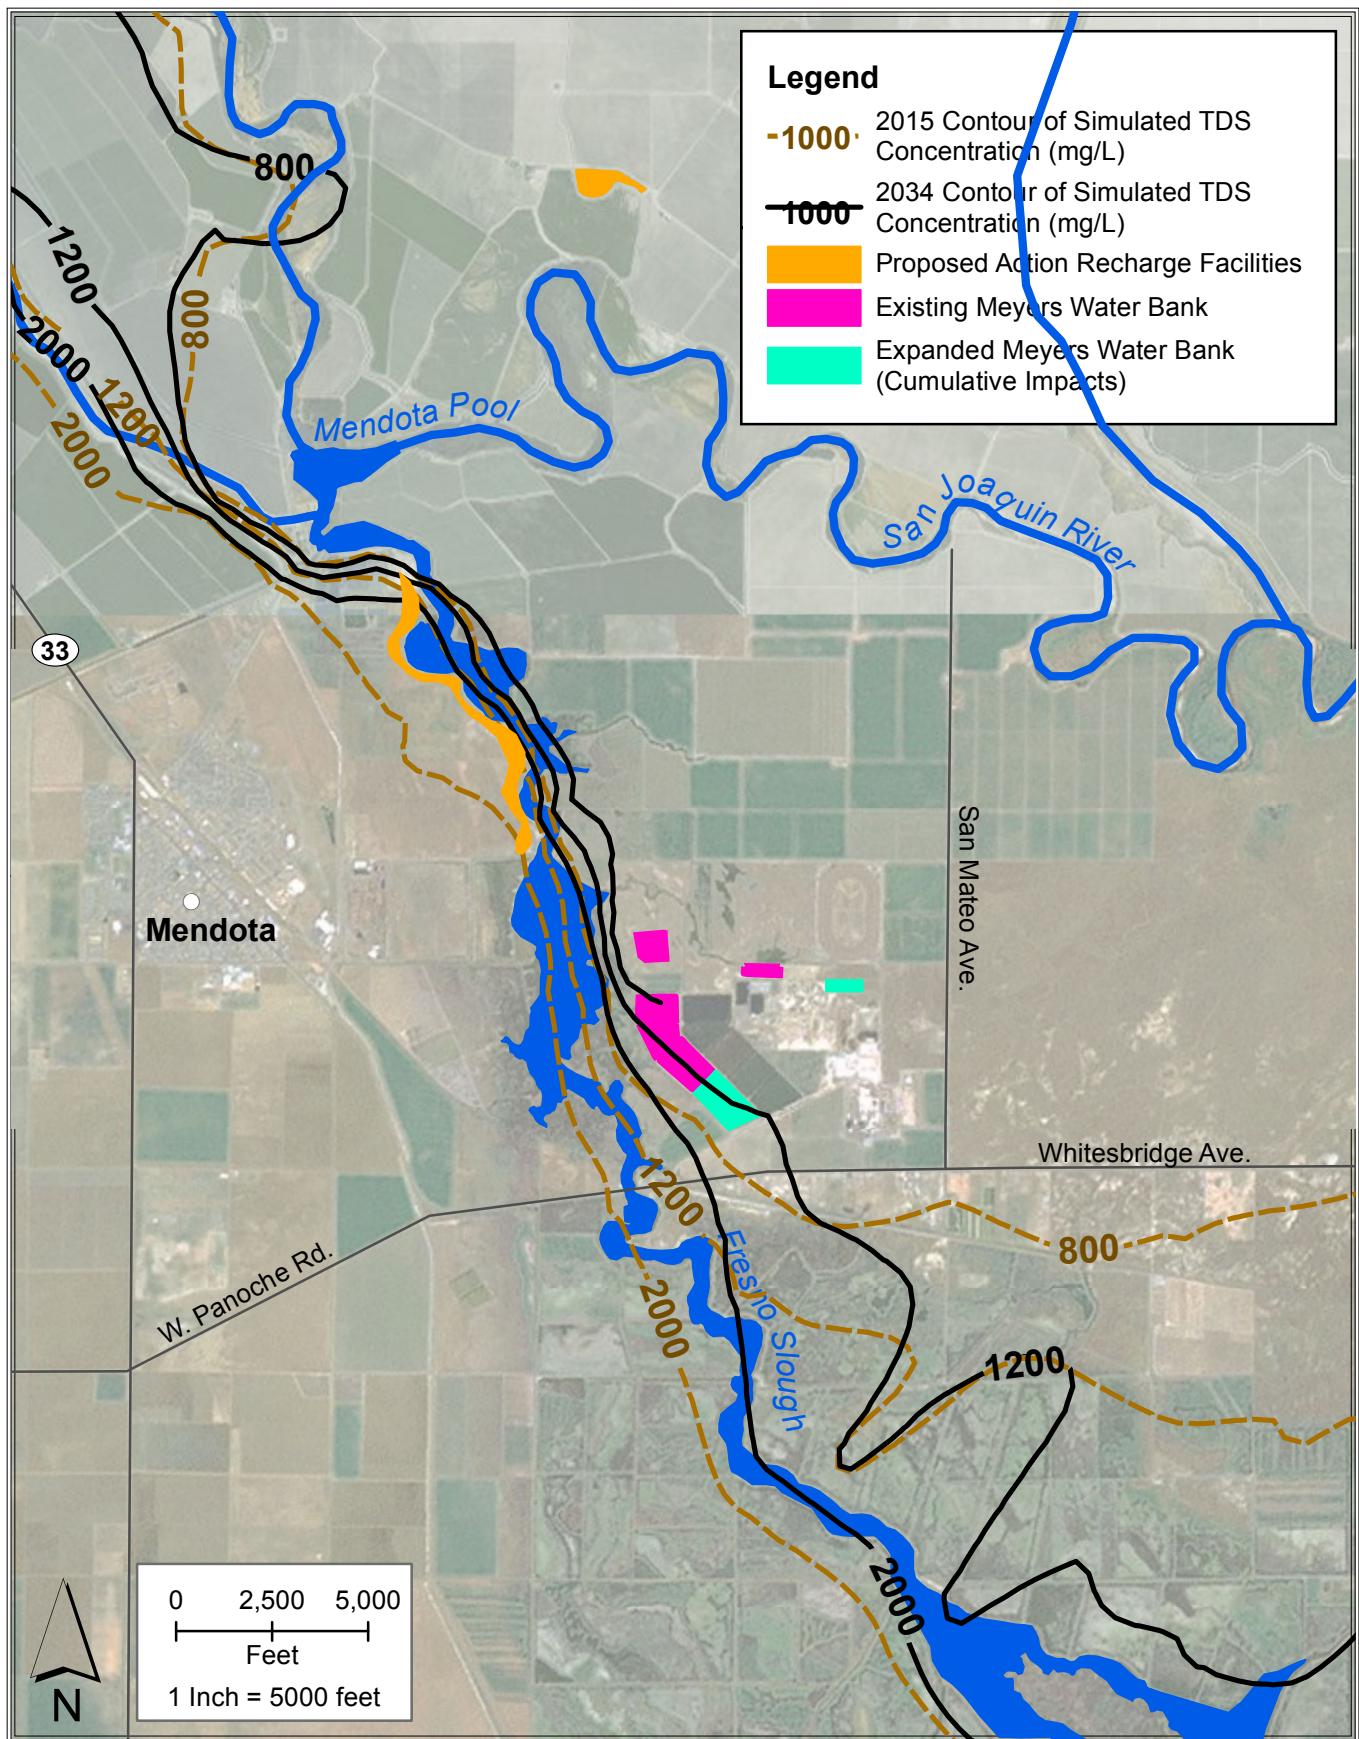 Legend
1000
2015 Contour of Simulated TDS
Concentration (mg/L)
1000
2034 Contour of Simulated TDS
Concentration (mg/L)
Proposed Action Recharge Facilities
Existing Meyers Water Bank
Expanded Meyers Water Bank
(Cumulative Impacts)
800
1200
800
2000
1200
2000
Mendota Pool
San Joaquin River
33
San Mateo Ave.
Mendota
Whitesbridge Ave.
1200
800
W. Panoche Rd.
Fresno Slough
2000
1200
2000
0 2,500 5,000
Feet
1 Inch = 5000 feet
N